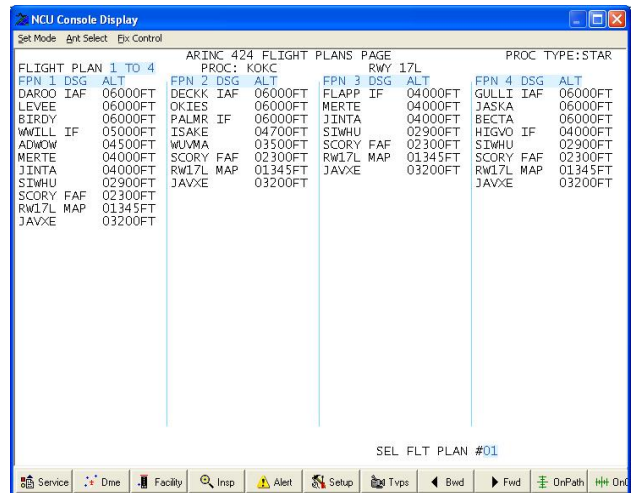 NCU Console Display
Set Mode Ant Select Fix Control
ARINC 424 FLIGHT PLANS PAGE PROC TYPE:STAR
FLIGHT PLAN 1 TO 4 PROC: KOKC RWY 17L
FPN 1 DSG ALT FPN 2 DSG ALT FPN 3 DSG ALT FPN 4 DSG ALT
DAROO IAF 06000FT DECKK IAF 06000FT FLAPP IF 04000FT GULLI IAF 06000FT
LEVEE 06000FT OKIES 06000FT MERTE 04000FT JASKA 06000FT
BIRDY 06000FT PALMR IF 06000FT JINTA 04000FT BECTA 06000FT
WWILL IF 05000FT ISAKE 04700FT SIWHU 02900FT HIGVO IF 04000FT
ADWOW 04500FT WUVMA 03500FT SCORY FAF 02300FT SIWHU 02900FT
MERTE 04000FT SCORY FAF 02300FT RW17L MAP 01345FT SCORY FAF 02300FT
JINTA 04000FT RW17L MAP 01345FT JAVXE 03200FT RW17L MAP 01345FT
SIWHU 02900FT JAVXE 03200FT JAVXE 03200FT
SCORY FAF 02300FT
RW17L MAP 01345FT
JAVXE 03200FT
SEL FLT PLAN #01
Service Dme Facility Insp Alert Setup Tvps Bwd Fwd OnPath